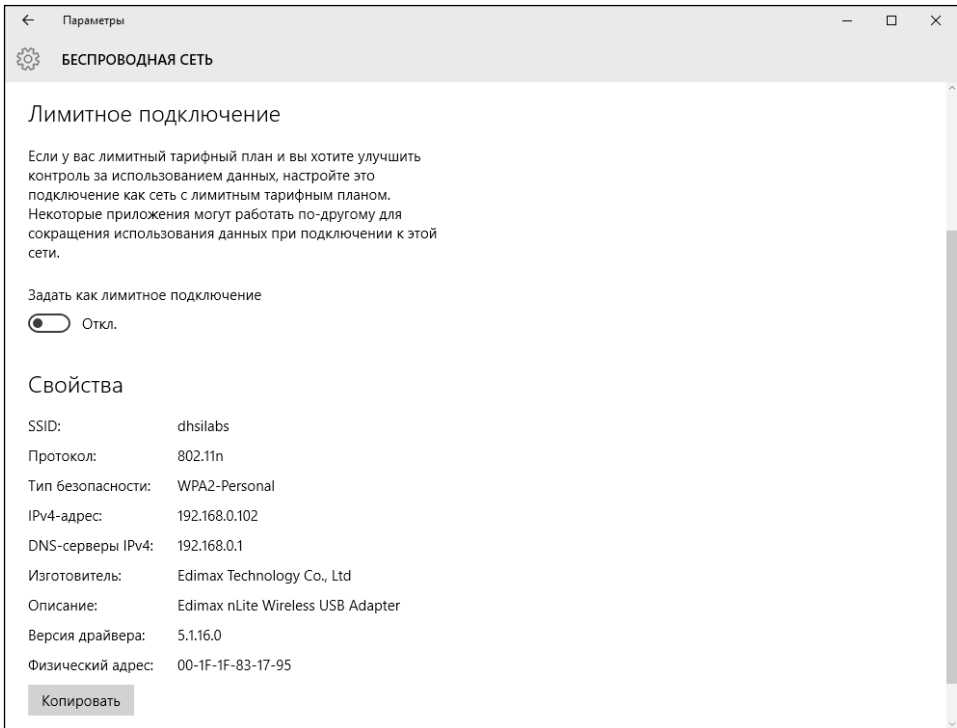 Параметры
БЕСПРОВОДНАЯ СЕТЬ
Лимитное подключение
Если у вас лимитный тарифный план и вы хотите улучшить
контроль за использованием данных, настройте это
подключение как сеть с лимитным тарифным планом.
Некоторые приложения могут работать по-другому для
сокращения использования данных при подключении к этой
сети.
Задать как лимитное подключение
Откл.
Свойства
SSID: dhsilabs
Протокол: 802.11n
Тип безопасности: WPA2-Personal
IPv4-адрес: 192.168.0.102
DNS-серверы IPv4: 192.168.0.1
Изготовитель: Edimax Technology Co., Ltd
Описание: Edimax nLite Wireless USB Adapter
Версия драйвера: 5.1.16.0
Физический адрес: 00-1F-1F-83-17-95
Копировать